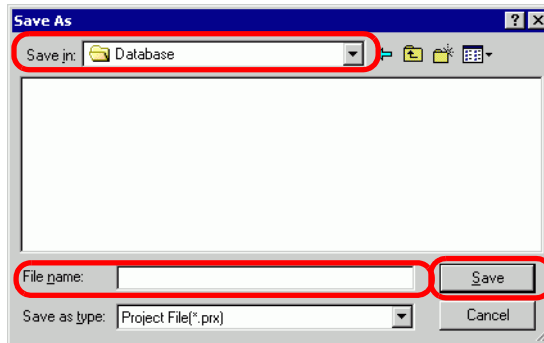 Save As
Save in: Database
File name: Save
Save as type: Project File(*.prx) Cancel